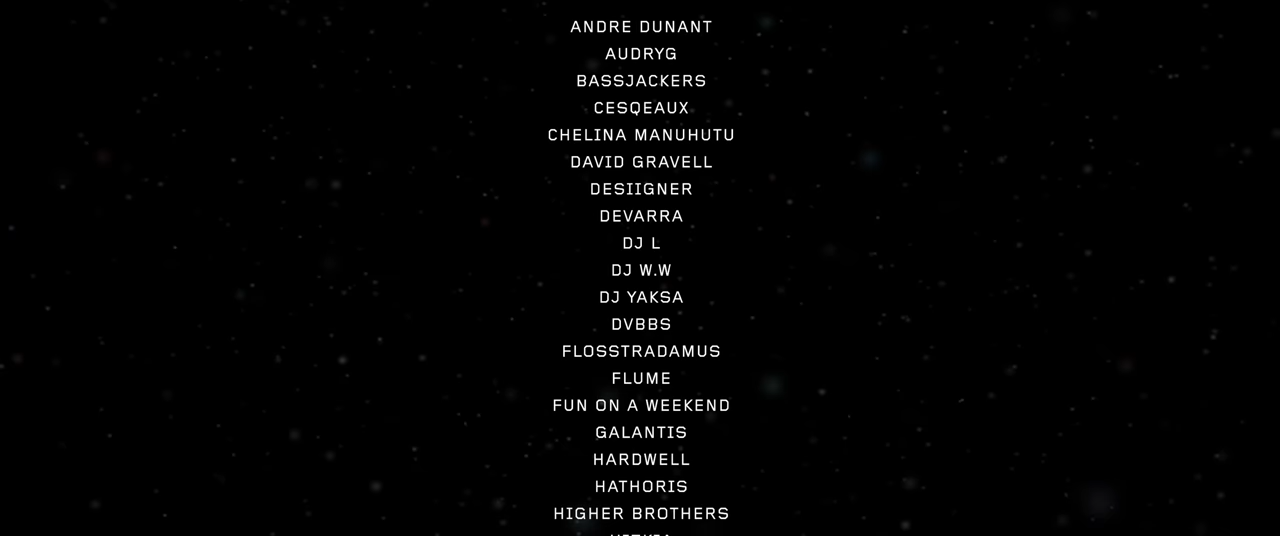 ANDRE DUNANT
AUDRYG
BASSJACKERS
CESQEAUX
CHELINA MANUHUTU
DAVID GRAVELL
DESIIGNER
DEVARRA
DJ L
DJ W.W
DJ YAKSA
DVBBS
FLOSSTRADAMUS
FLUME
FUN ON A WEEKEND
GALANTIS
HARDWELL
HATHORIS
HIGHER BROTHERS